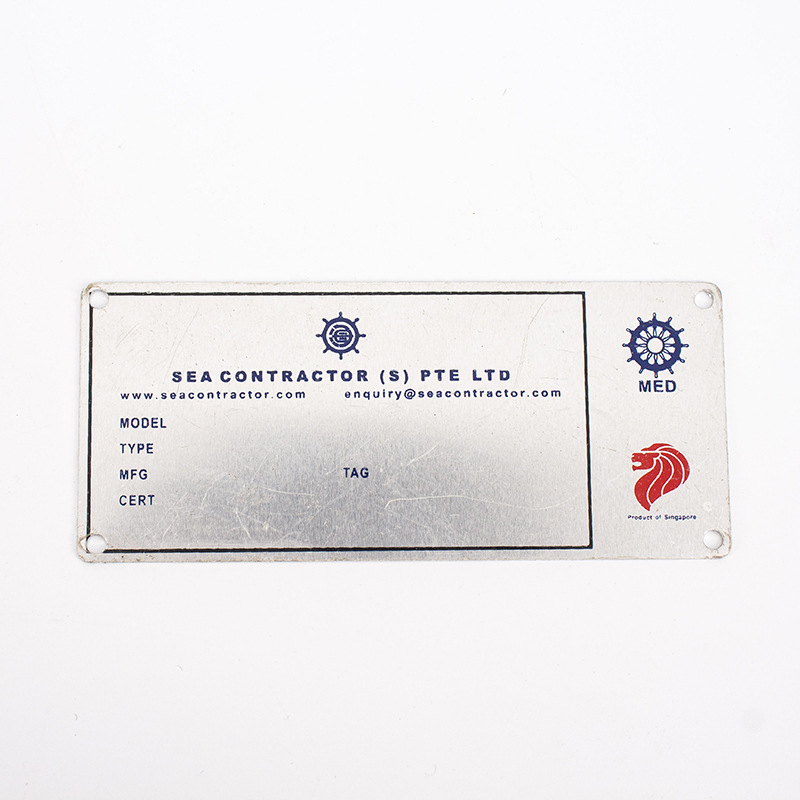 SEA CONTRACTOR (S) PTE LTD
www.seacontractor.com enquiry@seacontractor.com
MODEL
TYPE
MFG TAG
CERT
MED
Product of Singapore